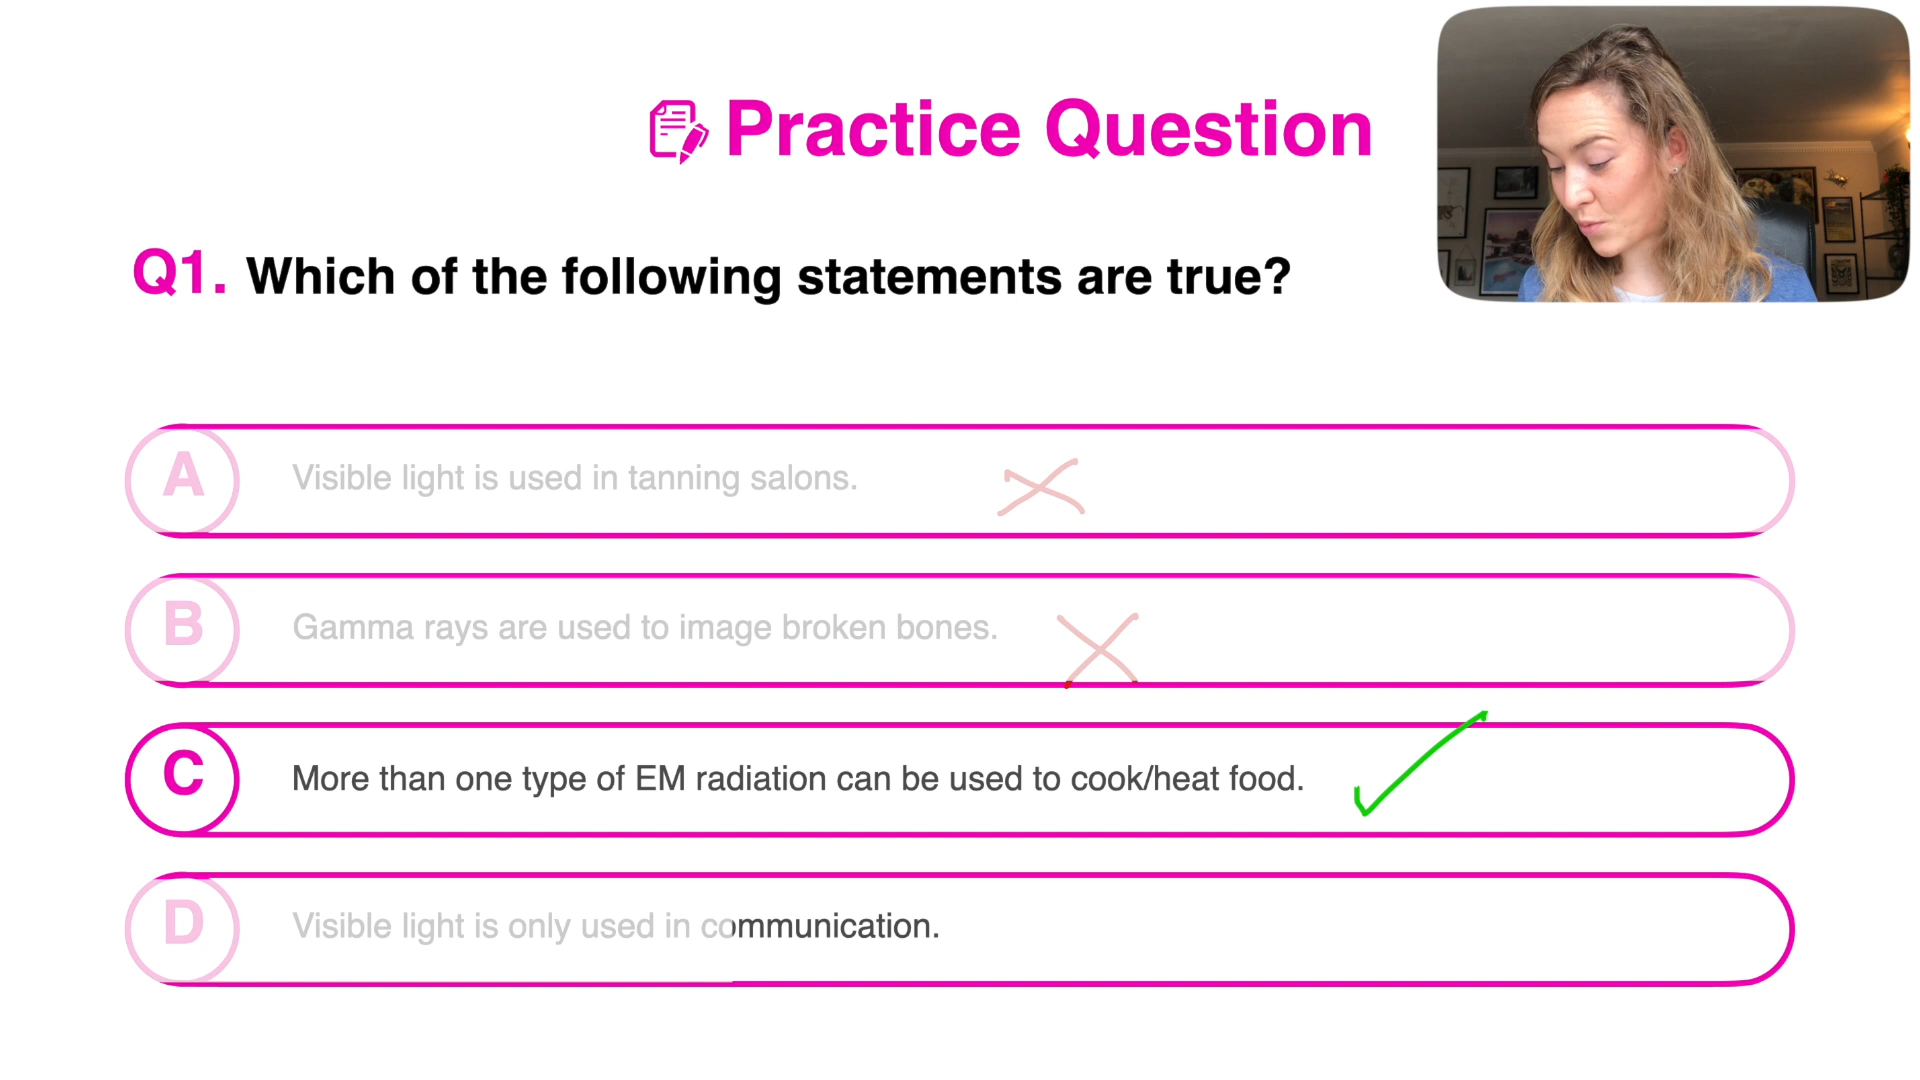 Practice Question
Q1. Which of the following statements are true?
A Visible light is used in tanning salons.
B Gamma rays are used to image broken bones.
C More than one type of EM radiation can be used to cook/heat food.
D Visible light is only used in communication.